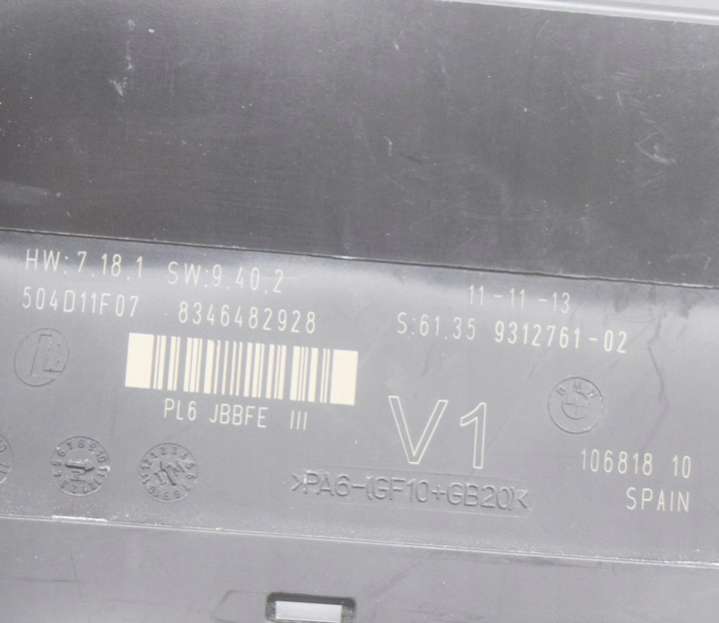 HW:7.18.1 SW:9.40.2
11-11-13
504D11F07 8346482928
S:61.35 9312761-02
PL6 JBBFE III
V1
BMW
106818 10
>PA6-(GF10+GB20)K
SPAIN